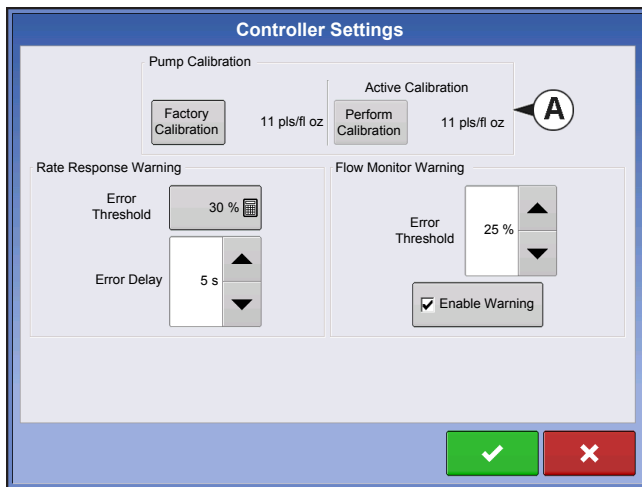 Controller Settings
Pump Calibration
Active Calibration
Factory
Calibration
11 pls/fl oz
Perform
Calibration
11 pls/fl oz
A
Rate Response Warning
Error
Threshold
30 %
Error Delay
5 s
Flow Monitor Warning
Error
Threshold
25 %
Enable Warning